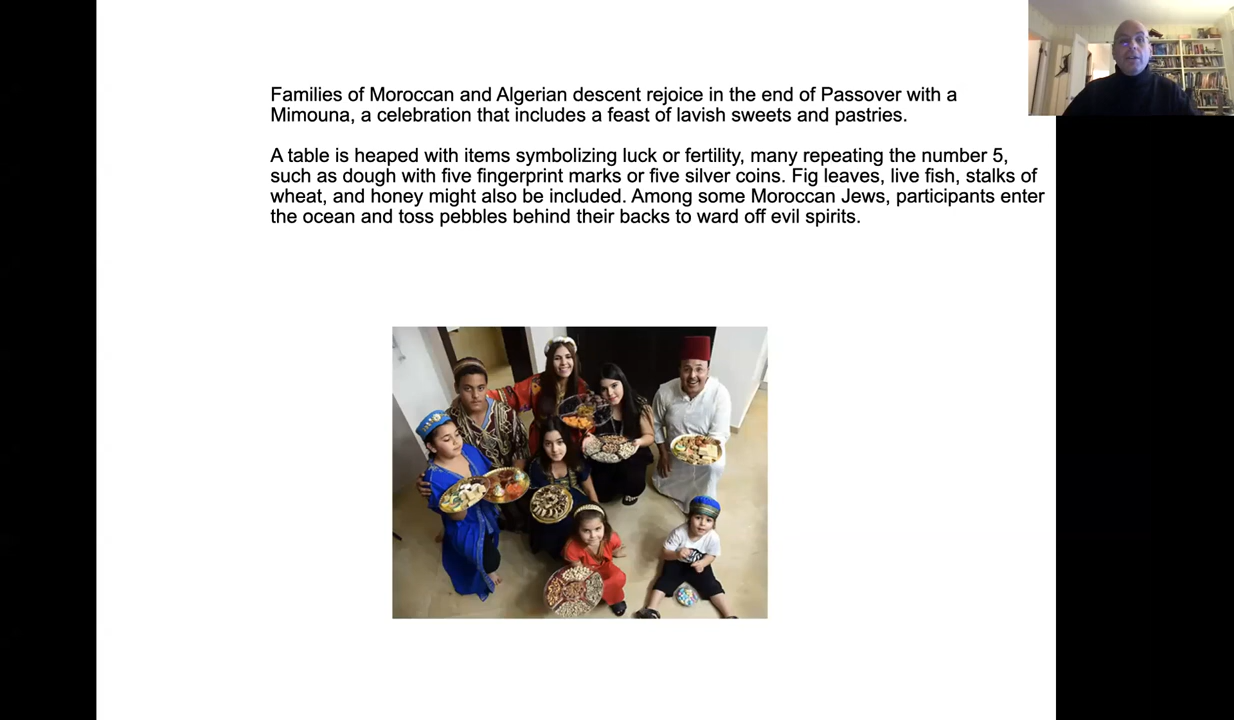 Families of Moroccan and Algerian descent rejoice in the end of Passover with a
Mimouna, a celebration that includes a feast of lavish sweets and pastries.
A table is heaped with items symbolizing luck or fertility, many repeating the number 5,
such as dough with five fingerprint marks or five silver coins. Fig leaves, live fish, stalks of
wheat, and honey might also be included. Among some Moroccan Jews, participants enter
the ocean and toss pebbles behind their backs to ward off evil spirits.